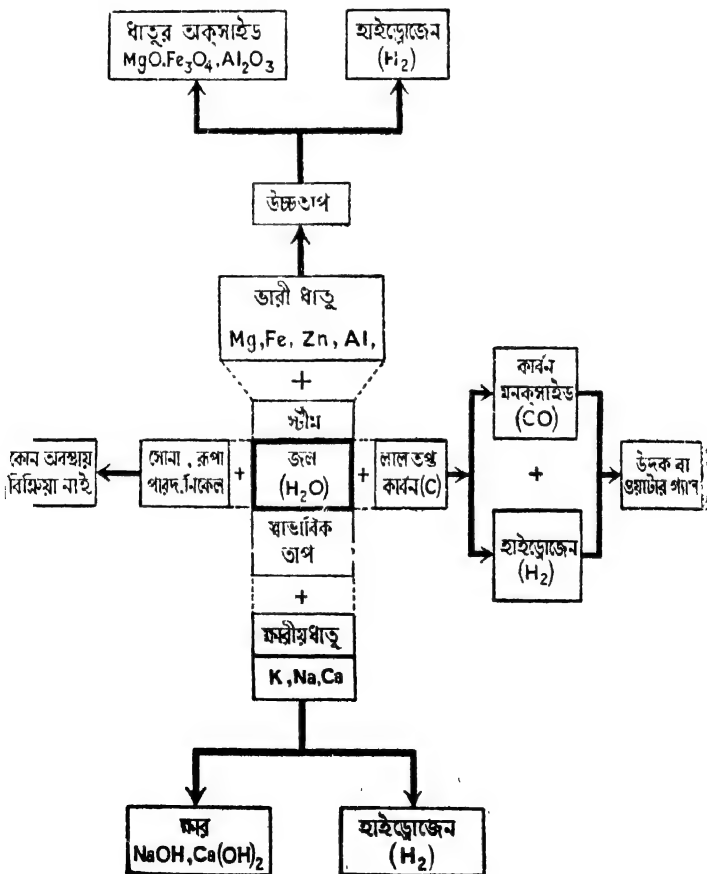 ধাতুর অক্সাইড
MgO.Fe3O4.Al2O3
হাইড্রোজেন
(H2)
উচ্চতাপ
ভারী ধাতু
Mg,Fe, Zn, Al,
+
স্টীম
কোন অবস্থায়
বিক্রিয়া নাই
সোনা, রূপা
পারদ.নিকেল
+
জল
(H2O)
+
লাল তপ্ত
কার্বন(C)
কার্বন
মনক্সাইড
(CO)
+
হাইড্রোজেন
(H2)
উদক বা
ওয়াটার গ্যাস
স্বাভাবিক
তাপ
+
ক্ষারীয়ধাতু
K,Na,Ca
ক্ষার
NaOH,Ca(OH)2
হাইড্রোজেন
(H2)